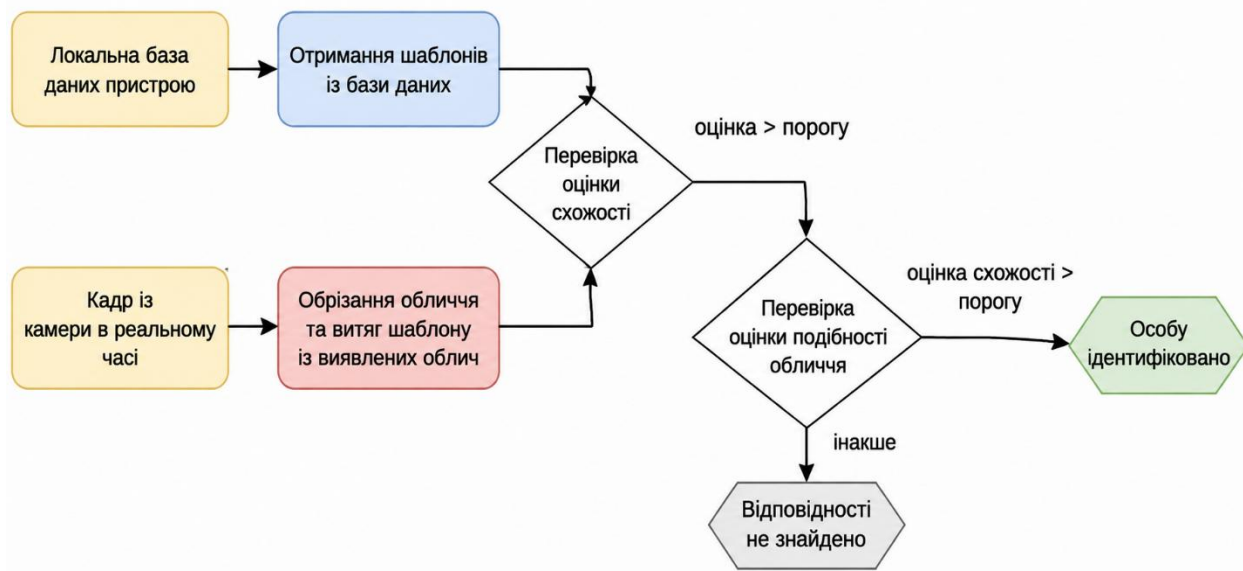 Локальна база
даних пристрою
Отримання шаблонів
із бази даних
оцінка > порогу
Перевірка
оцінки
схожості
Кадр із
камери в реальному
часі
Обрізання обличчя
та витяг шаблону
із виявлених облич
оцінка схожості >
порогу
Перевірка
оцінки подібності
обличчя
Особу
ідентифіковано
інакше
Відповідності
не знайдено